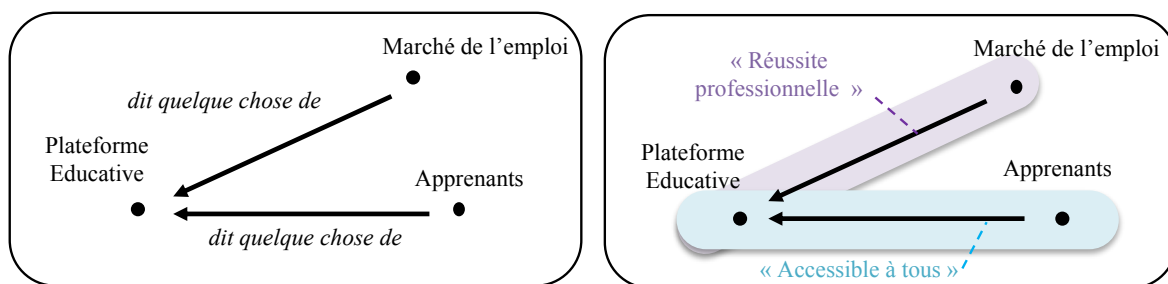 Marché de l'emploi
dit quelque chose de
Plateforme
Educative
Apprenants
dit quelque chose de
Marché de l'emploi
« Réussite
professionnelle »
Plateforme
Educative
Apprenants
« Accessible à tous »